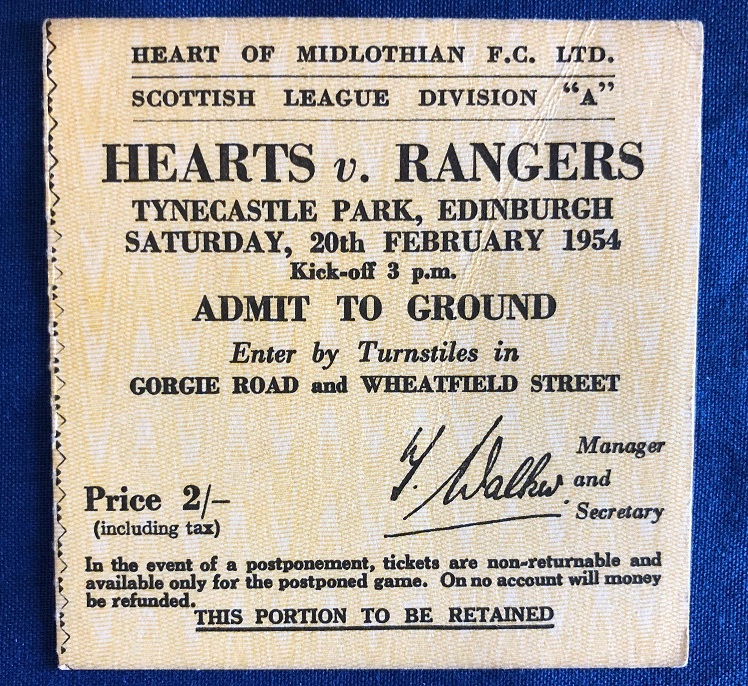 HEART OF MIDLOTHIAN F.C. LTD.
SCOTTISH LEAGUE DIVISION "A"
HEARTS v. RANGERS
TYNECASTLE PARK, EDINBURGH
SATURDAY, 20th FEBRUARY 1954
Kick-off 3 p.m.
ADMIT TO GROUND
Enter by Turnstiles in
GORGIE ROAD and WHEATFIELD STREET
T. Walker.
Manager
and
Secretary
Price 2/-
(including tax)
In the event of a postponement, tickets are non-returnable and
available only for the postponed game. On no account will money
be refunded.
THIS PORTION TO BE RETAINED